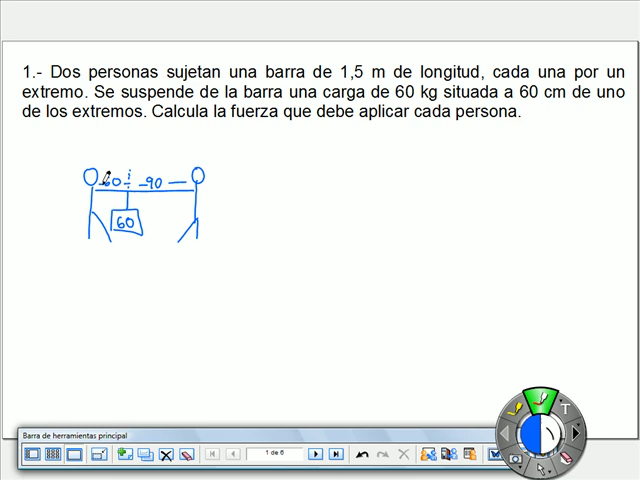 1.- Dos personas sujetan una barra de 1,5 m de longitud, cada una por un
extremo. Se suspende de la barra una carga de 60 kg situada a 60 cm de uno
de los extremos. Calcula la fuerza que debe aplicar cada persona.
60 90
60
Barra de herramientas principal
1 de 6
T